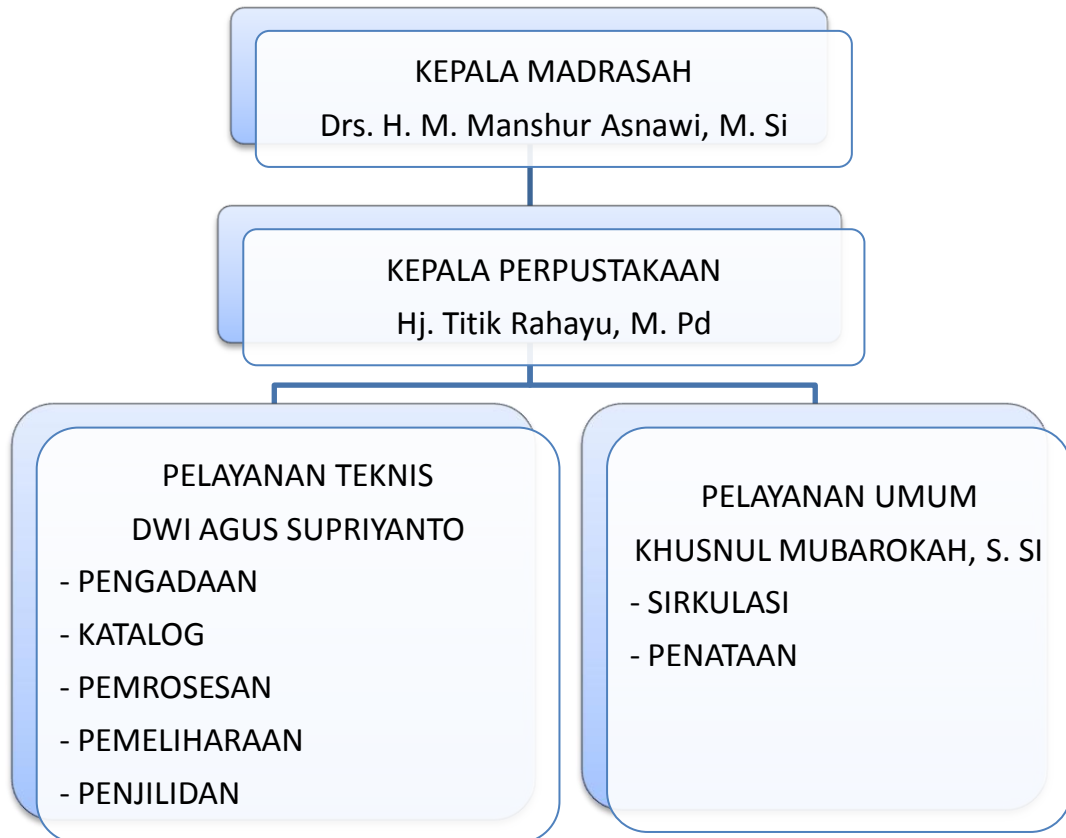 KEPALA MADRASAH
Drs. H. M. Manshur Asnawi, M. Si
KEPALA PERPUSTAKAAN
Hj. Titik Rahayu, M. Pd
PELAYANAN TEKNIS
DWI AGUS SUPRIYANTO
- PENGADAAN
- KATALOG
- PEMROSESAN
- PEMELIHARAAN
- PENJILIDAN
PELAYANAN UMUM
KHUSNUL MUBAROKAH, S. SI
- SIRKULASI
- PENATAAN